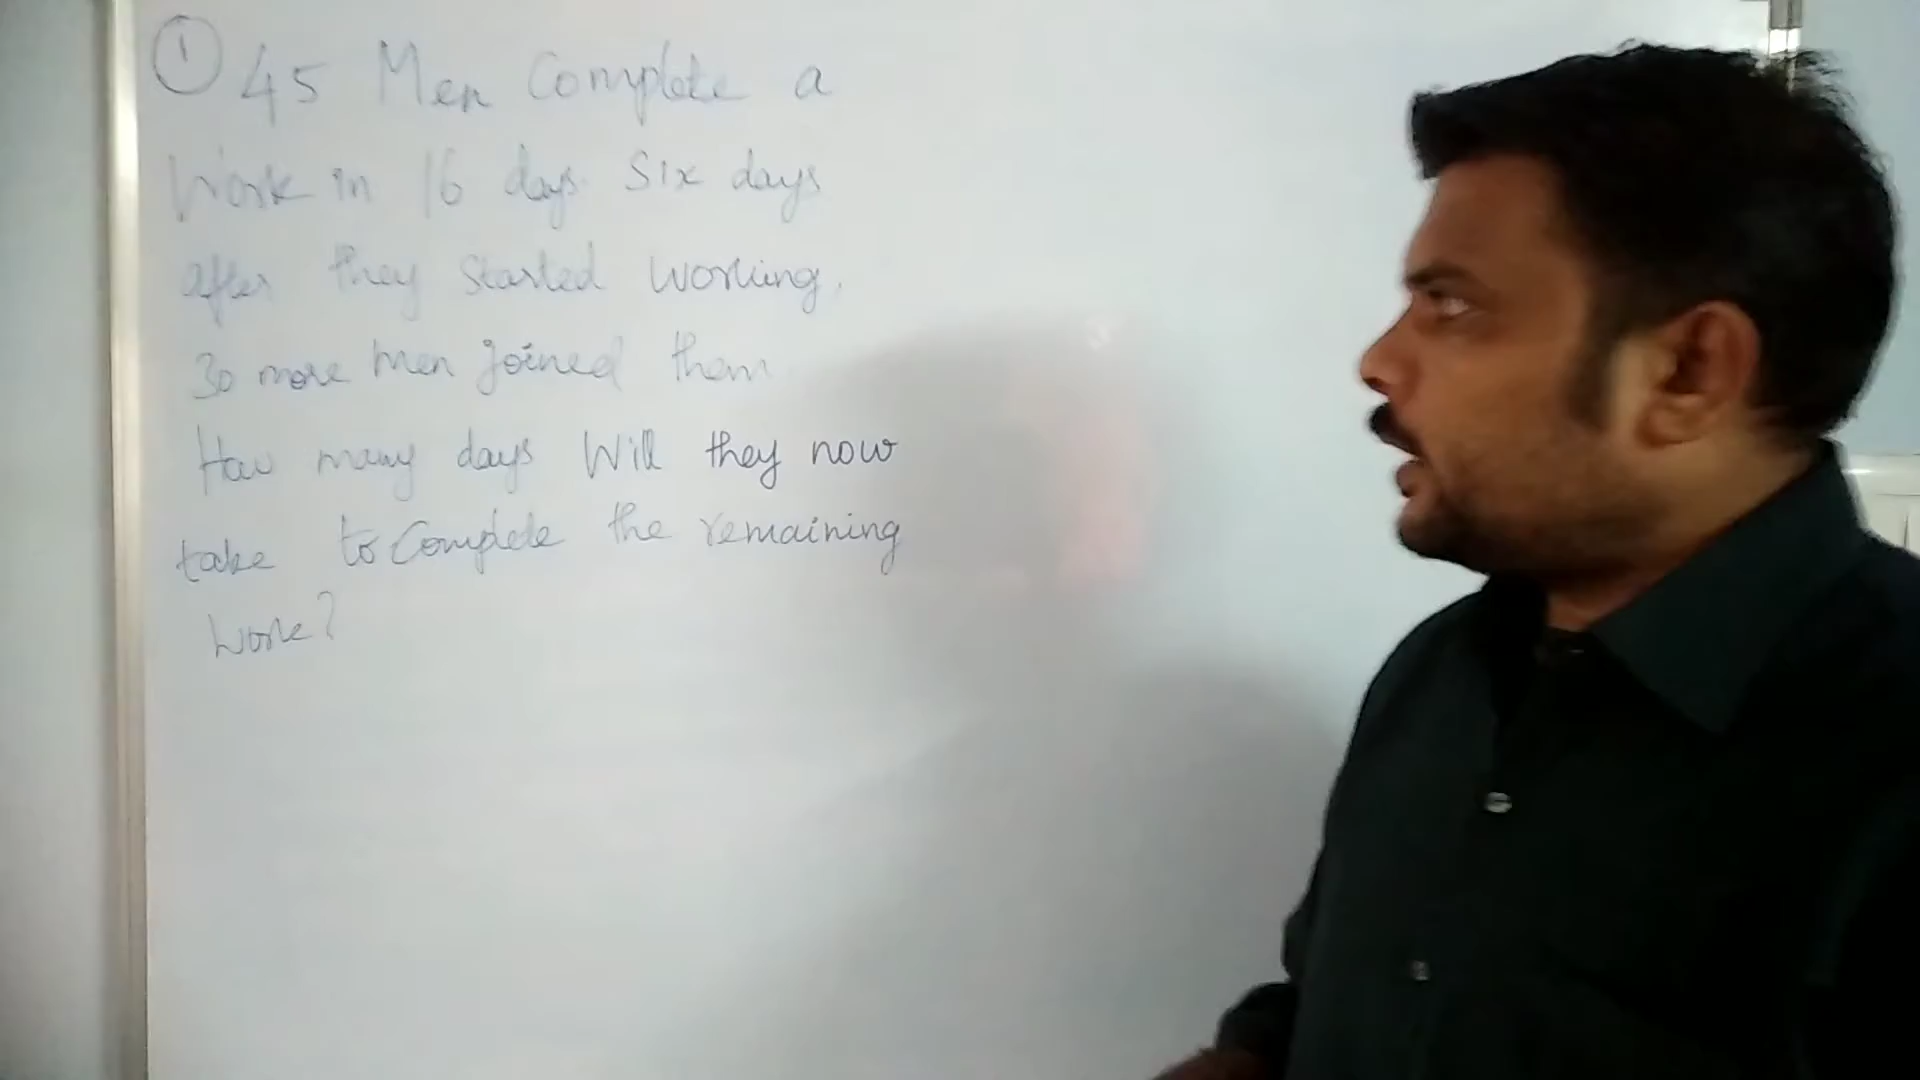 ① 45 Men Complete a
Work in 16 days. Six days
after they started working.
30 more men joined them
How many days Will they now
take to Complete the remaining
work?